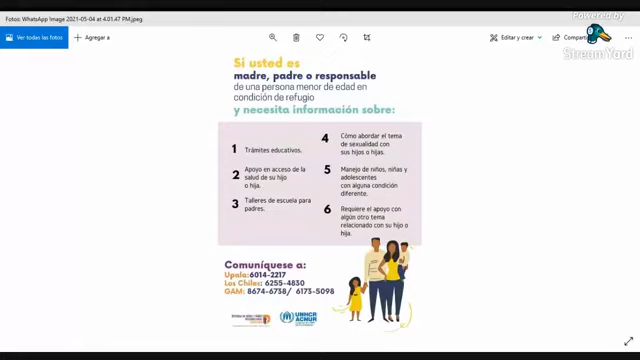 Fotos: WhatsApp Image 2021-05-04 at 4.01.47 PM.jpeg
Powered by
StreamYard
Ver todas las fotos
Agregar a
Editar y crear
Compartir
Si usted es
madre, padre o responsable
de una persona menor de edad en
condición de refugio
y necesita información sobre:
1 Trámites educativos.
2 Apoyo en acceso de la
salud de su hijo
o hija.
3 Talleres de escuela para
padres.
4 Cómo abordar el tema
de sexualidad con
sus hijos o hijas.
5 Manejo de niños, niñas y
adolescentes
con alguna condición
diferente.
6 Requiere el apoyo con
algún otro tema
relacionado con su hijo o
hija.
Comuníquese a:
Upala:6014-2217
Los Chiles: 6255-4830
GAM: 8674-6738/ 6173-5098
UNHCR
ACNUR